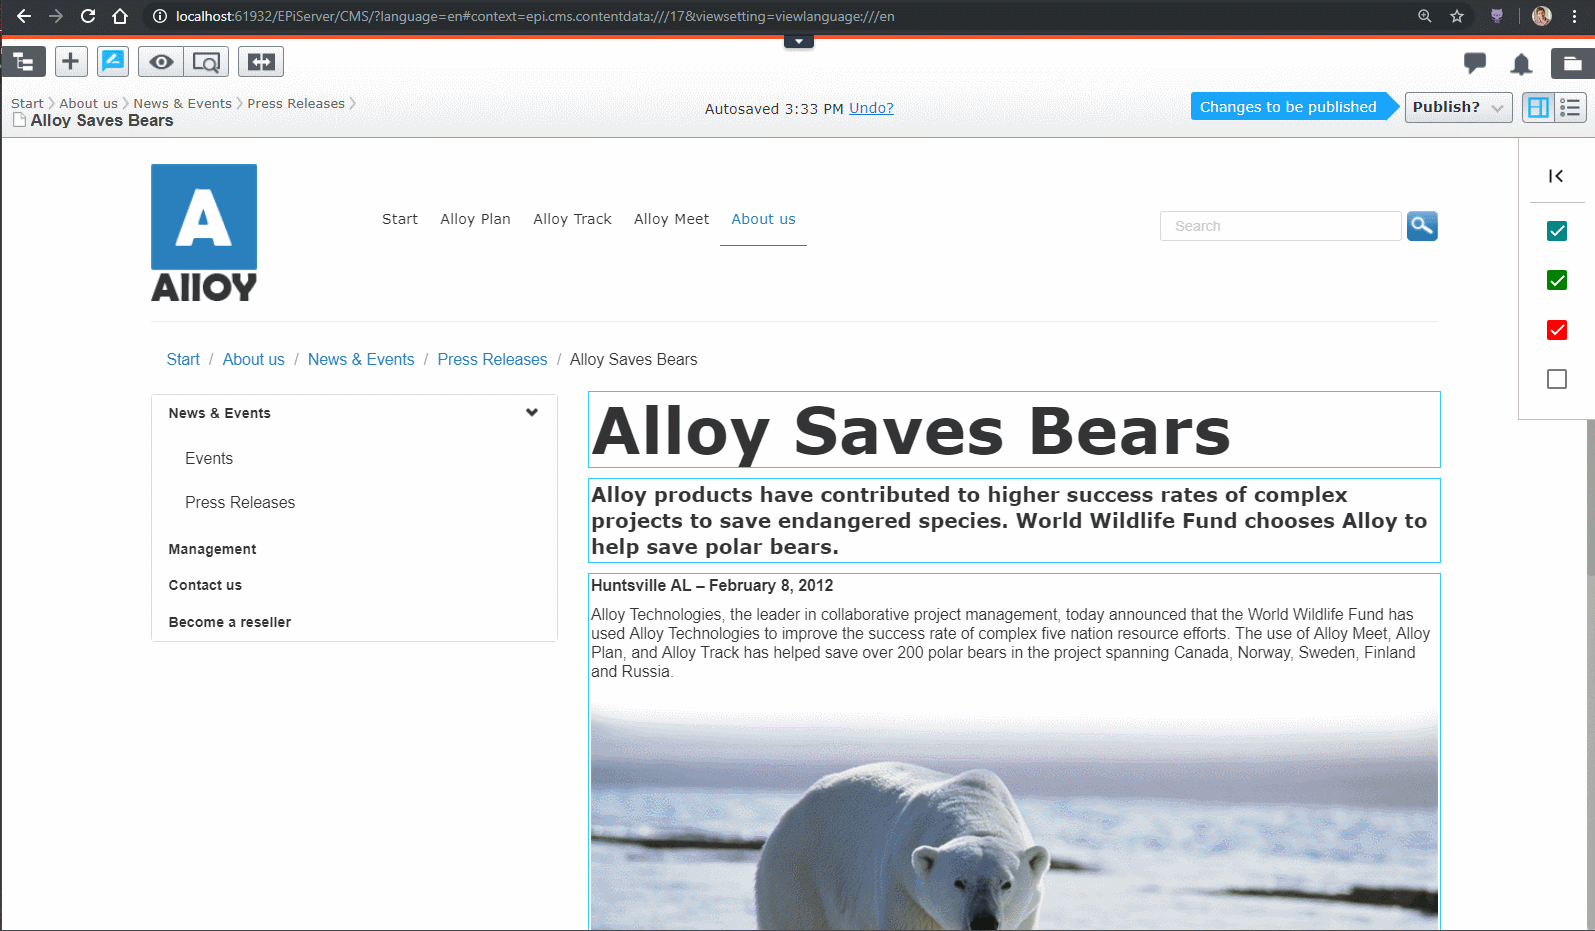 localhost:61932/EPiServer/CMS/?language=en#context=epi.cms.contentdata:///17&viewsetting=viewlanguage:///en
Start > About us > News & Events > Press Releases >
Alloy Saves Bears
Autosaved 3:33 PM Undo?
Changes to be published
Publish?
A
Alloy
Start
Alloy Plan
Alloy Track
Alloy Meet
About us
Search
Start / About us / News & Events / Press Releases / Alloy Saves Bears
News & Events
Events
Press Releases
Management
Contact us
Become a reseller
Alloy Saves Bears
Alloy products have contributed to higher success rates of complex
projects to save endangered species. World Wildlife Fund chooses Alloy to
help save polar bears.
Huntsville AL – February 8, 2012
Alloy Technologies, the leader in collaborative project management, today announced that the World Wildlife Fund has
used Alloy Technologies to improve the success rate of complex five nation resource efforts. The use of Alloy Meet, Alloy
Plan, and Alloy Track has helped save over 200 polar bears in the project spanning Canada, Norway, Sweden, Finland
and Russia.